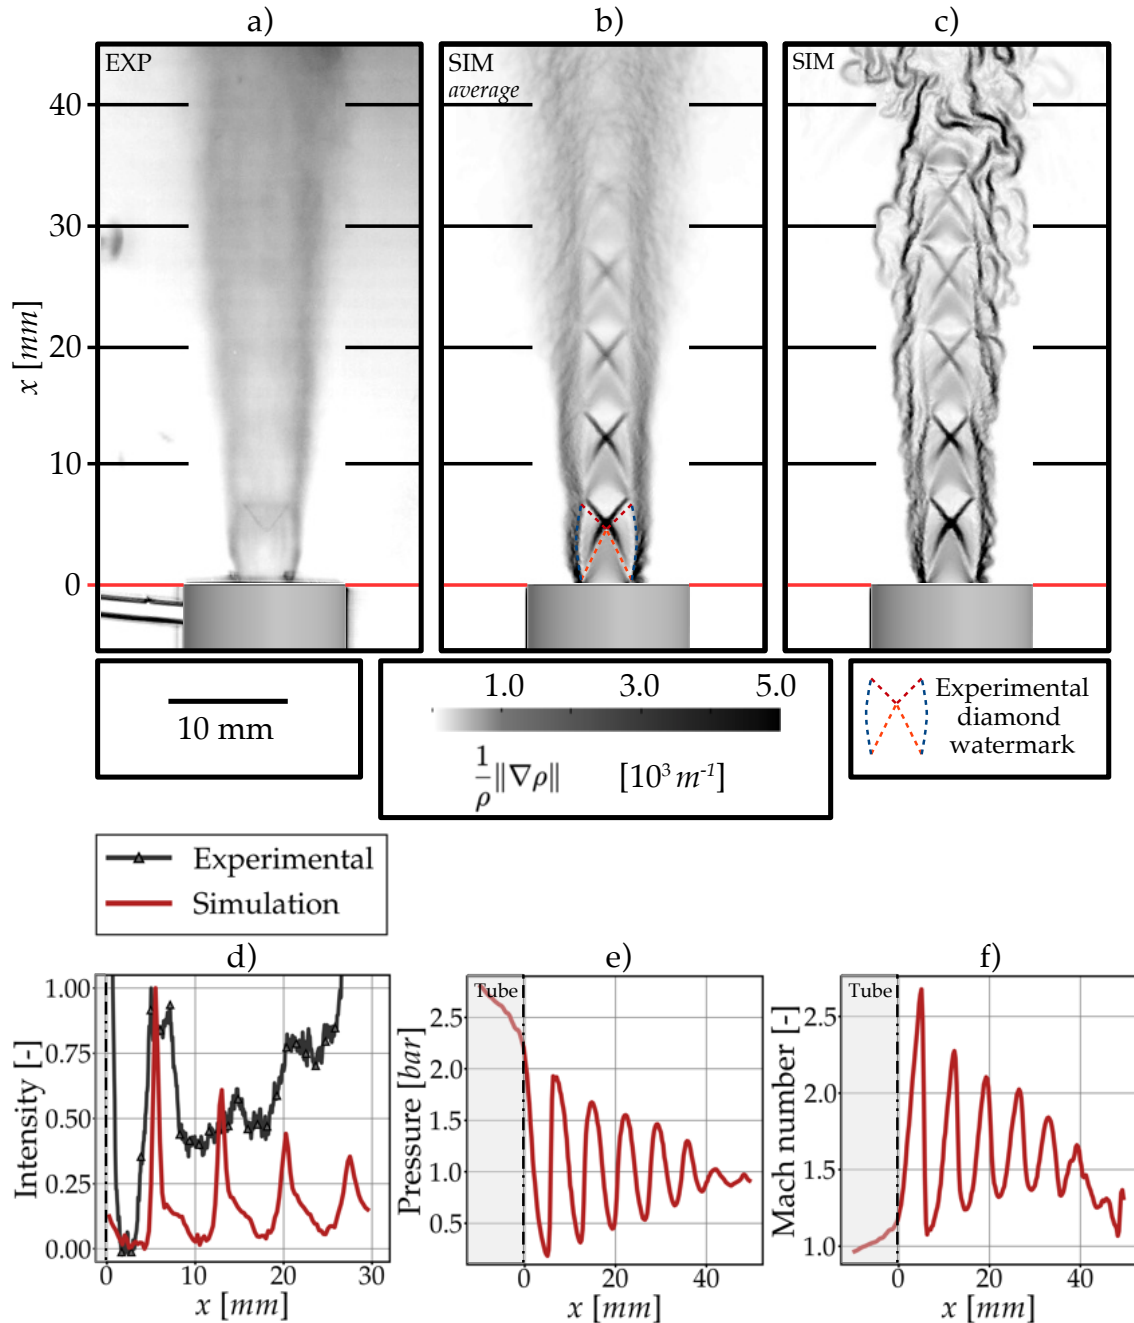 a) b) c)
EXP
SIM
average
SIM
40
30
20
10
0
x [mm]
10 mm
1.0 3.0 5.0
1/ρ ||∇ρ|| [10³ m⁻¹]
Experimental
diamond
watermark
Experimental
Simulation
d) e) f)
1.00
0.75
0.50
0.25
0.00
Intensity [-]
0 10 20 30
x [mm]
Tube
2.5
2.0
1.5
1.0
0.5
Pressure [bar]
0 20 40
x [mm]
Tube
2.5
2.0
1.5
1.0
Mach number [-]
0 20 40
x [mm]